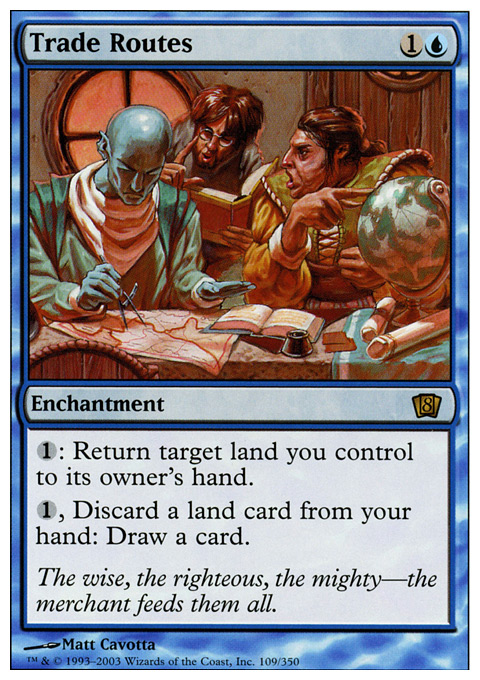 Trade Routes 1
Enchantment 8
1: Return target land you control
to its owner's hand.
1, Discard a land card from your
hand: Draw a card.
The wise, the righteous, the mighty—the
merchant feeds them all.
Matt Cavotta
™ & © 1993–2003 Wizards of the Coast, Inc. 109/350